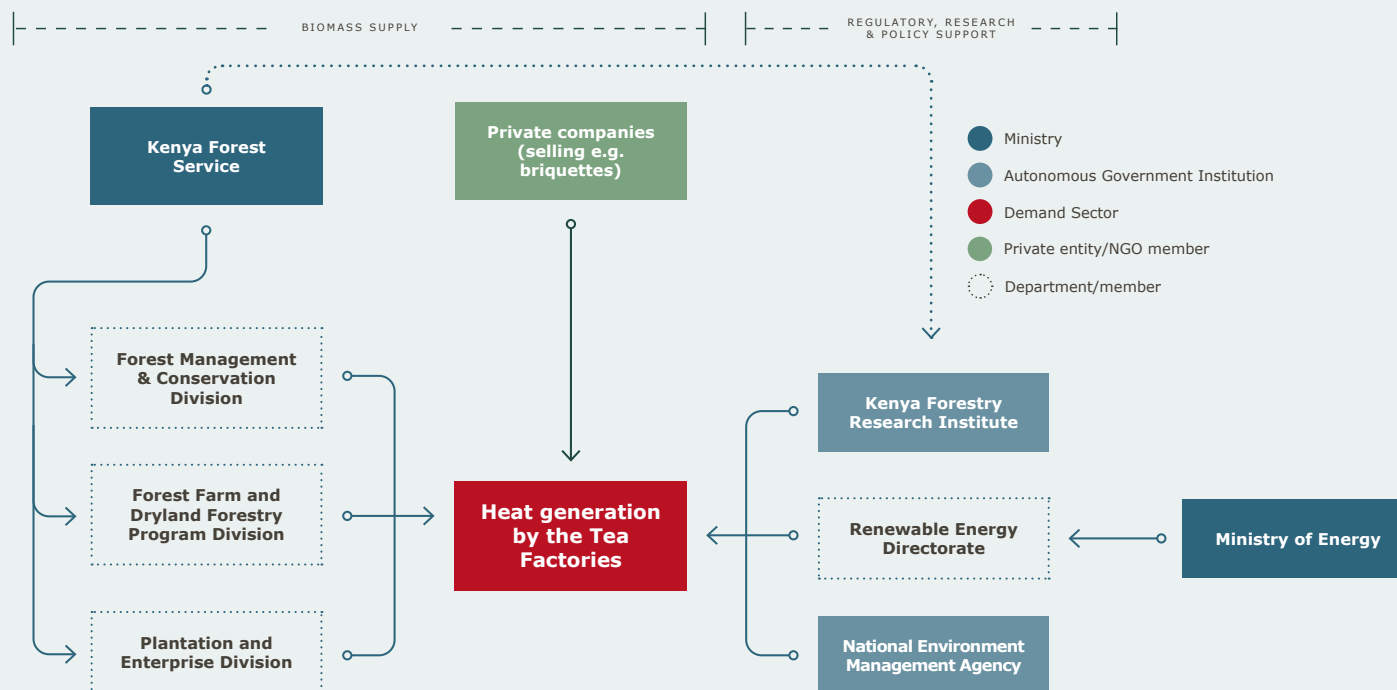 BIOMASS SUPPLY
REGULATORY, RESEARCH
& POLICY SUPPORT
Kenya Forest
Service
Private companies
(selling e.g.
briquettes)
Ministry
Autonomous Government Institution
Demand Sector
Private entity/NGO member
Department/member
Forest Management
& Conservation
Division
Kenya Forestry
Research Institute
Forest Farm and
Dryland Forestry
Program Division
Heat generation
by the Tea
Factories
Renewable Energy
Directorate
Ministry of Energy
Plantation and
Enterprise Division
National Environment
Management Agency